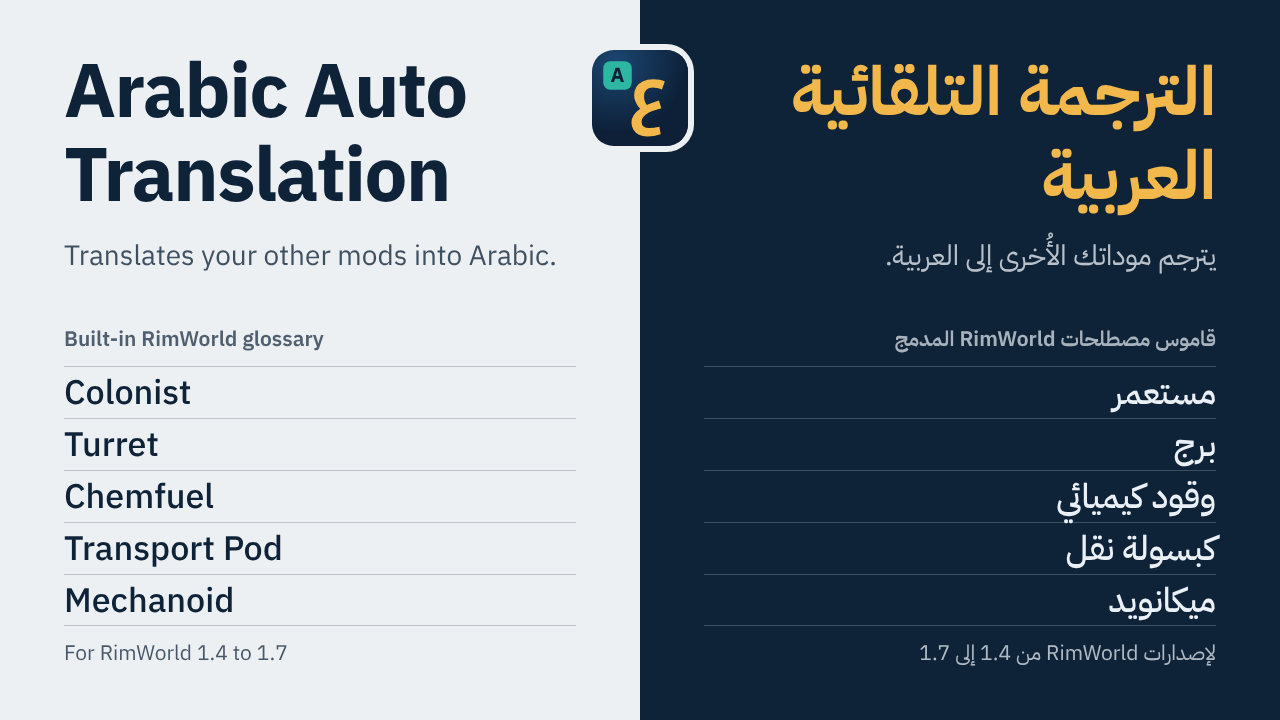 Arabic Auto
Translation
Translates your other mods into Arabic.
Built-in RimWorld glossary
Colonist
Turret
Chemfuel
Transport Pod
Mechanoid
For RimWorld 1.4 to 1.7
A
ع
الترجمة التلقائية
العربية
يترجم موداتك الأُخرى إلى العربية.
قاموس مصطلحات RimWorld المدمج
مستعمر
برج
وقود كيميائي
كبسولة نقل
ميكانويد
لإصدارات RimWorld من 1.4 إلى 1.7